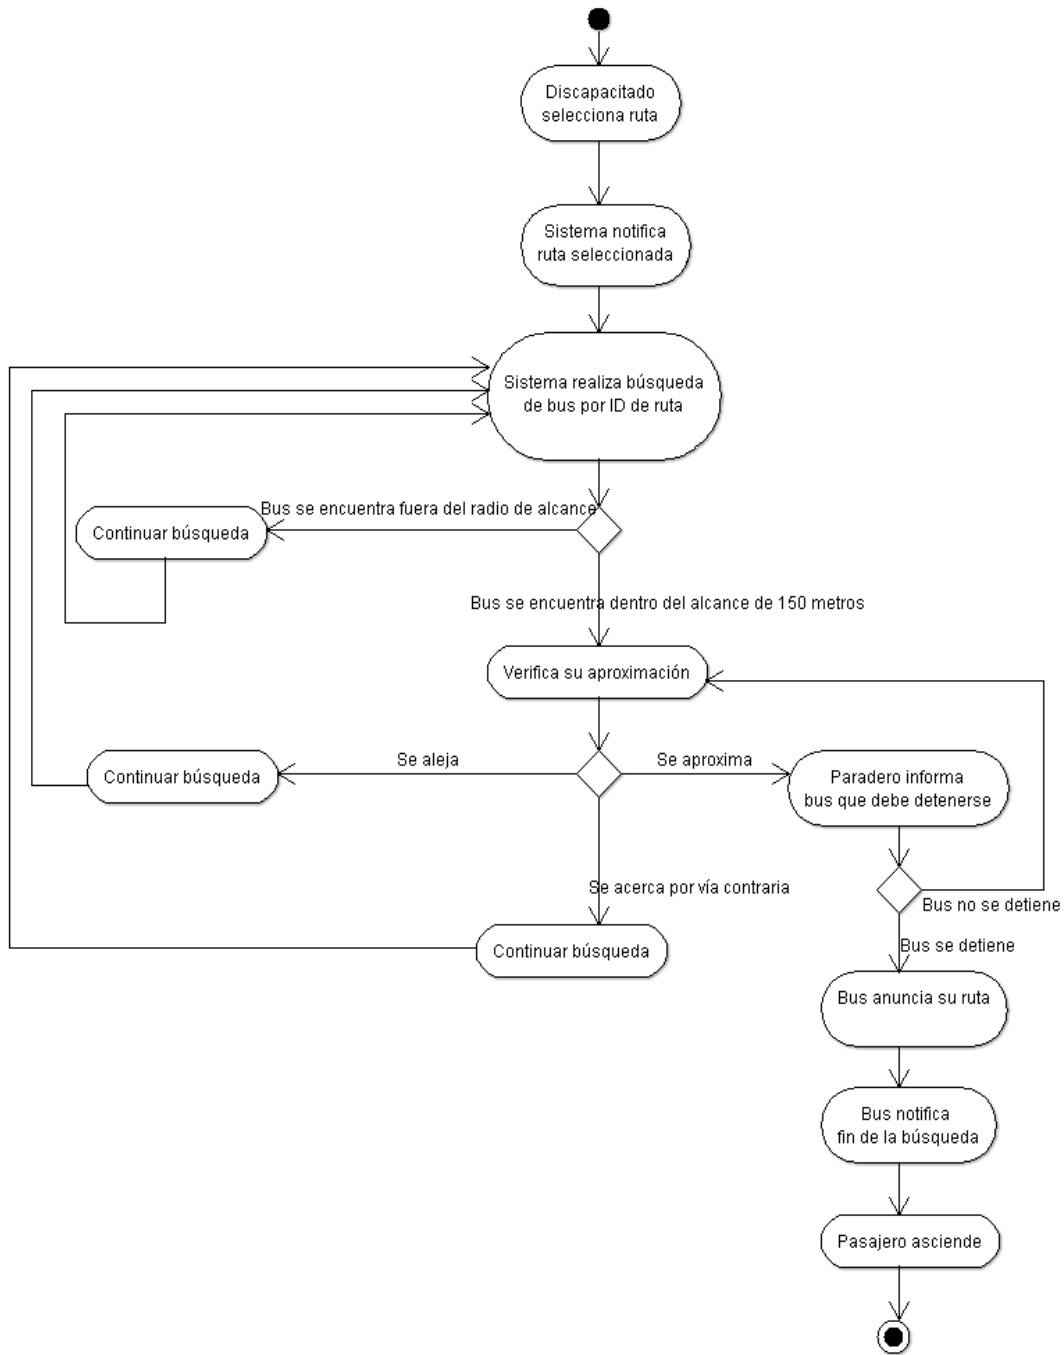 Discapacitado
selecciona ruta
Sistema notifica
ruta seleccionada
Sistema realiza búsqueda
de bus por ID de ruta
Bus se encuentra fuera del radio de alcance
Continuar búsqueda
Bus se encuentra dentro del alcance de 150 metros
Verifica su aproximación
Se aleja
Se aproxima
Continuar búsqueda
Paradero informa
bus que debe detenerse
Se acerca por vía contraria
Bus no se detiene
Continuar búsqueda
Bus se detiene
Bus anuncia su ruta
Bus notifica
fin de la búsqueda
Pasajero asciende